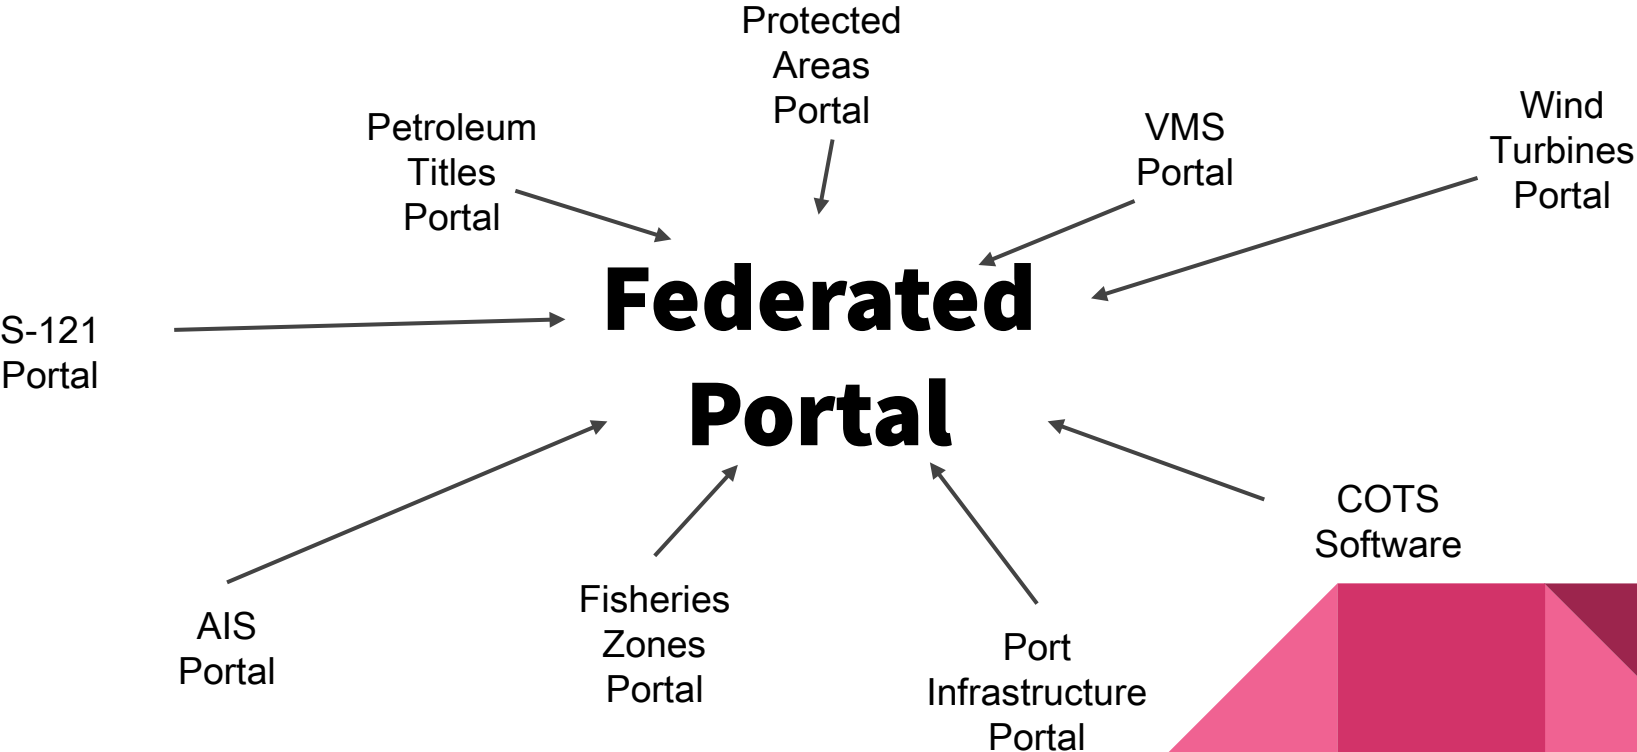 Protected
Areas
Portal
Petroleum
Titles
Portal
VMS
Portal
Wind
Turbines
Portal
S-121
Portal
Federated
Portal
COTS
Software
AIS
Portal
Fisheries
Zones
Portal
Port
Infrastructure
Portal